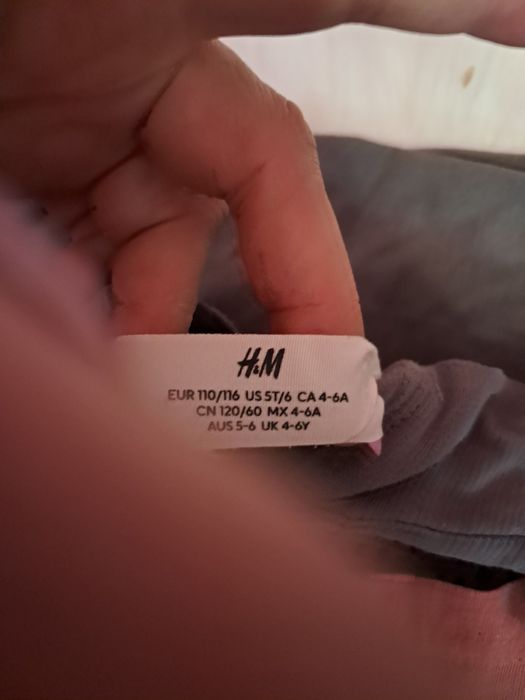 H&M
EUR 110/116 US 5T/6 CA 4-6A
CN 120/60 MX 4-6A
AUS 5-6 UK 4-6Y